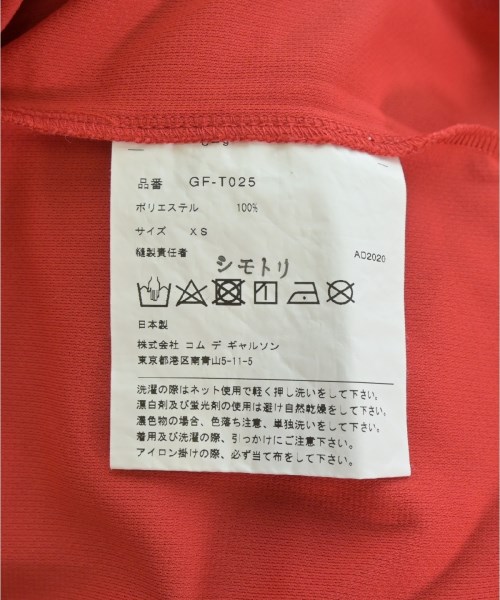 品番 GF-T025
ポリエステル 100%
サイズ XS
縫製責任者 AD2020
シモトリ
日本製
株式会社 コム デ ギャルソン
東京都港区南青山5-11-5
洗濯の際はネット使用で軽く押し洗いをして下さい。
漂白剤及び蛍光剤の使用は避け自然乾燥をして下さい。
濃色物の場合、色落ち注意、単独洗いをして下さい。
着用及び洗濯の際、引っかけにご注意下さい。
アイロン掛けの際、必ず当て布をして下さい。